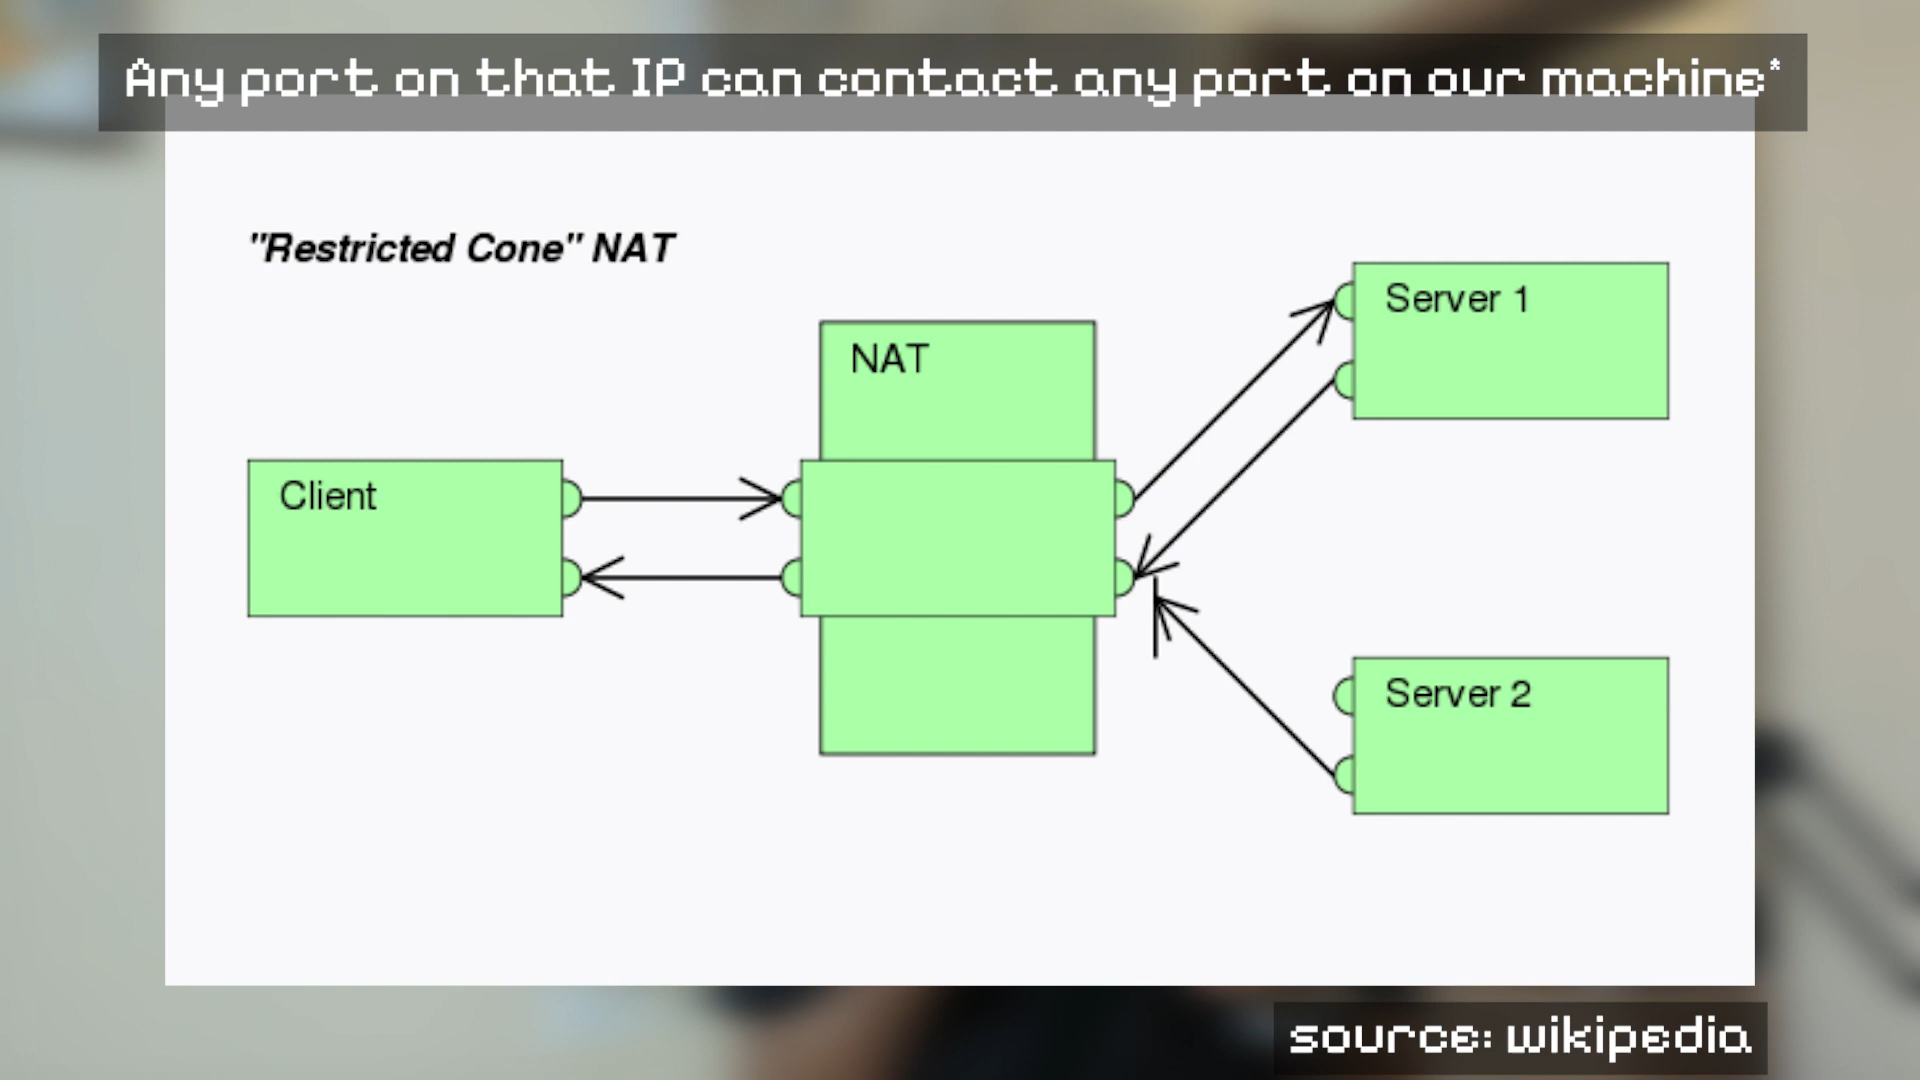 Any port on that IP can contact any port on our machine*
"Restricted Cone" NAT
Server 1
NAT
Client
Server 2
source: wikipedia